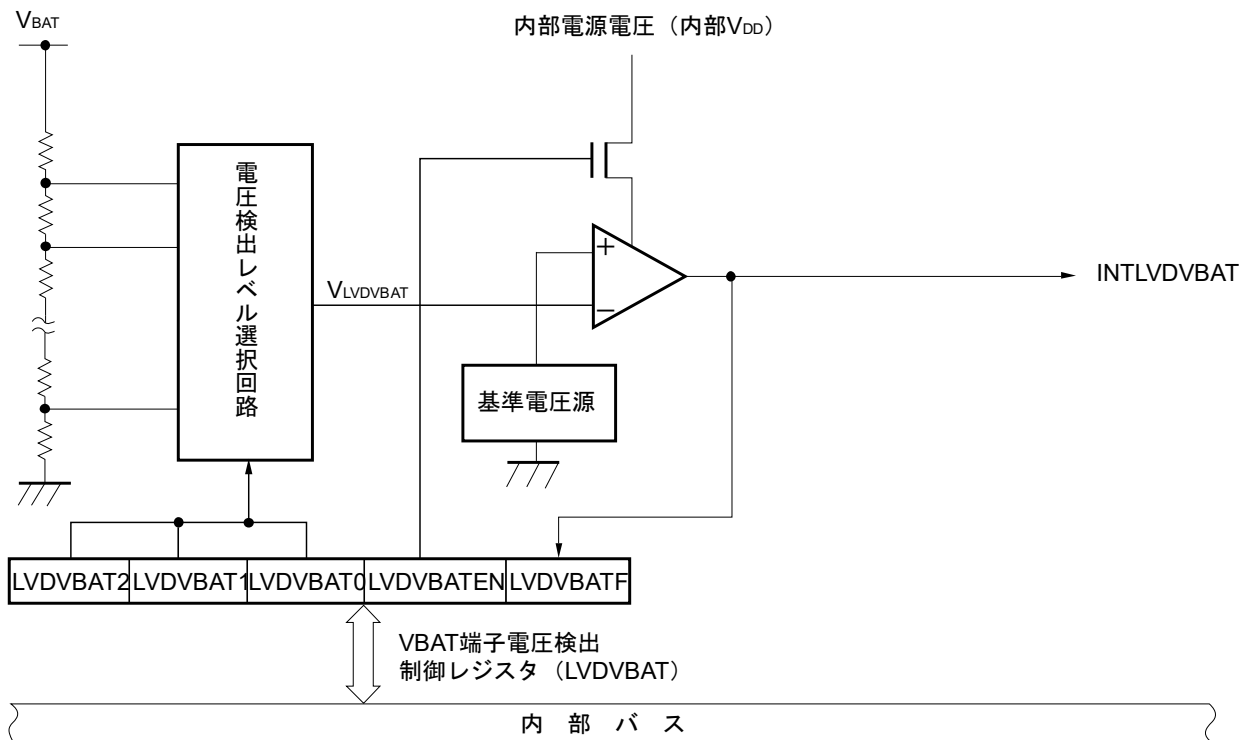 VBAT
内部電源電圧（内部VDD）
電圧検出レベル選択回路
+
VLVDVBAT
−
INTLVDVBAT
基準電圧源
LVDVBAT2
LVDVBAT1
LVDVBAT0
LVDVBATEN
LVDVBATF
VBAT端子電圧検出
制御レジスタ（LVDVBAT）
内 部 バ ス